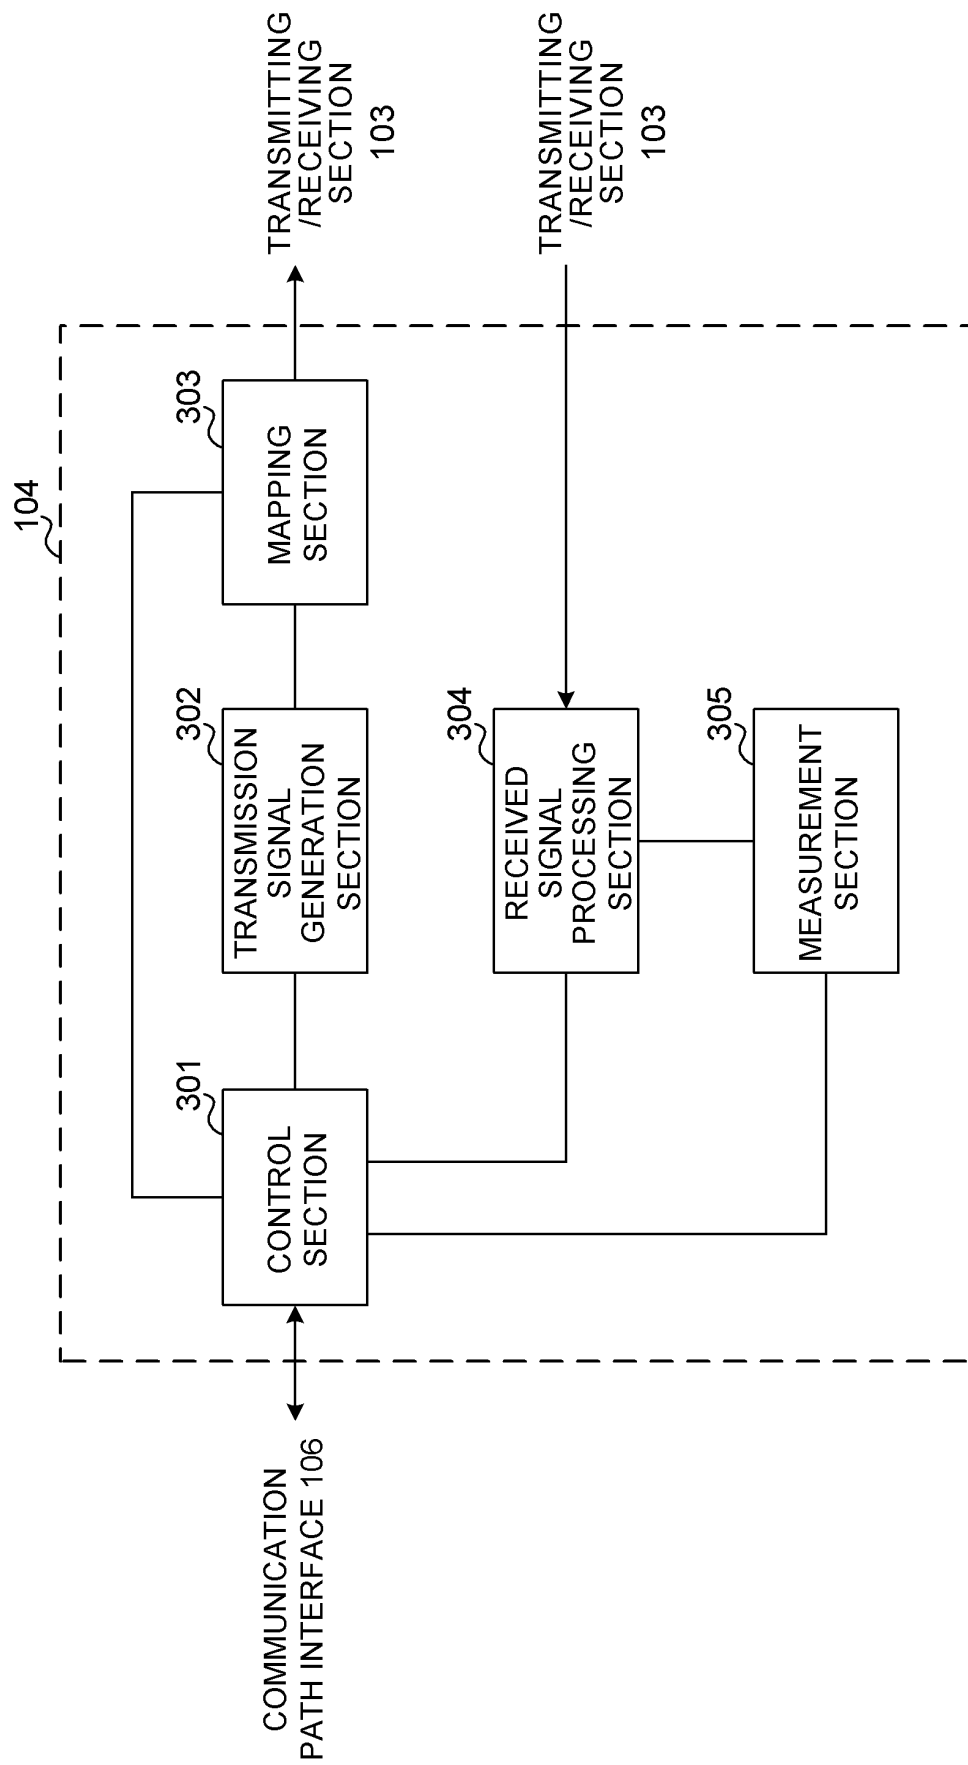 104
COMMUNICATION
PATH INTERFACE 106
301
CONTROL
SECTION
302
TRANSMISSION
SIGNAL
GENERATION
SECTION
303
MAPPING
SECTION
TRANSMITTING
/RECEIVING
SECTION
103
304
RECEIVED
SIGNAL
PROCESSING
SECTION
TRANSMITTING
/RECEIVING
SECTION
103
305
MEASUREMENT
SECTION